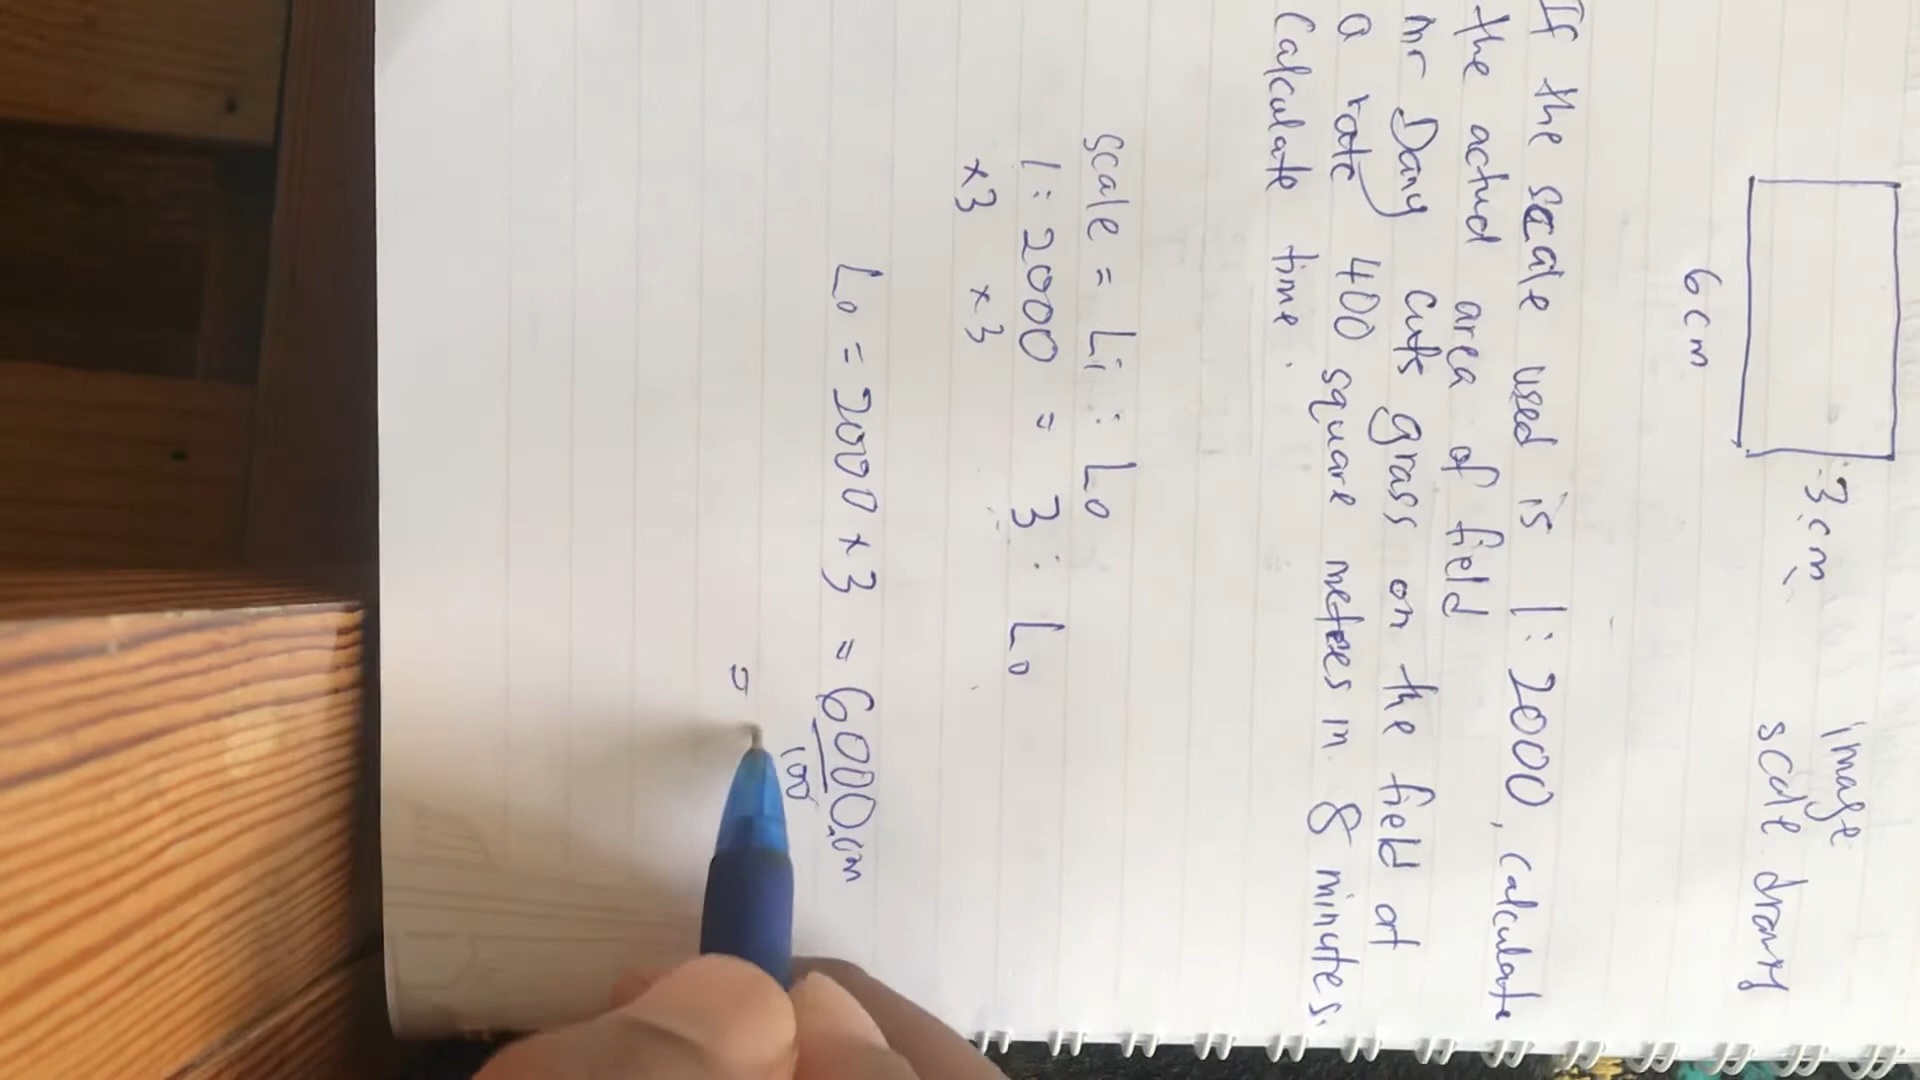 3cm
image
scale drawing
6cm
If the scale used is 1:2000, calculate
the actual area of field
Mr Dany cuts grass on the field at
a rate 400 square metres in 8 minutes.
Calculate time.
scale = Li : Lo
1:2000 = 3: Lo
x3 x3
Lo = 2000 x 3 = 6000cm
100
=